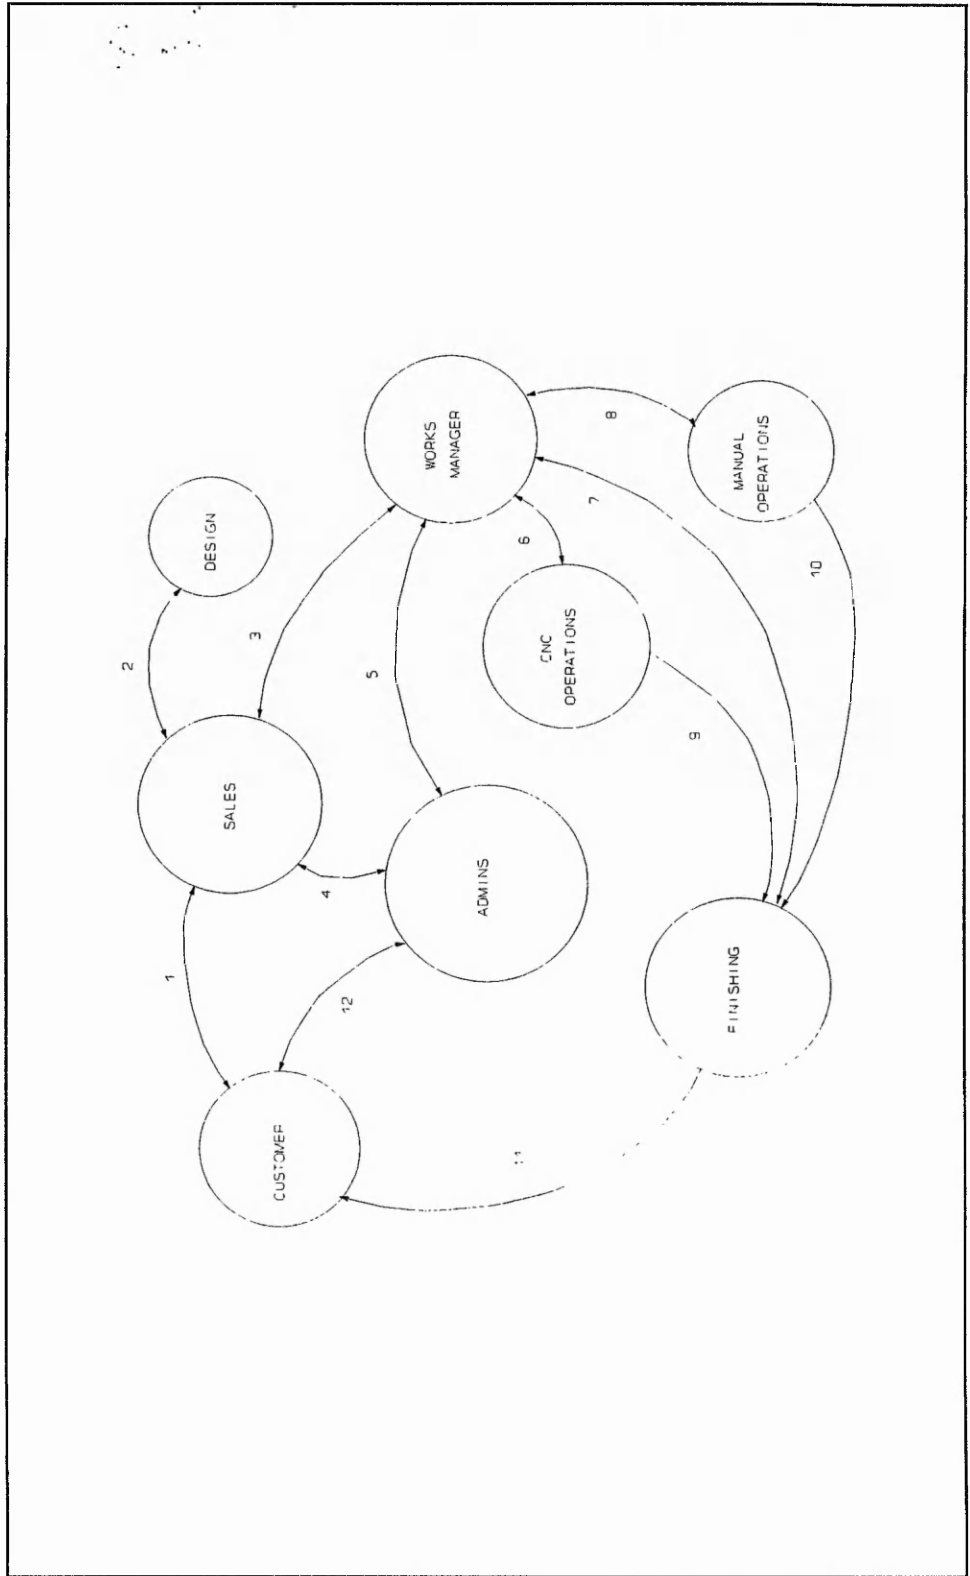 DESIGN
2
SALES
1
3
WORKS
MANAGER
CUSTOMER
4
5
12
ADMINS
6
8
CNC
OPERATIONS
7
MANUAL
OPERATIONS
9
11
FINISHING
10